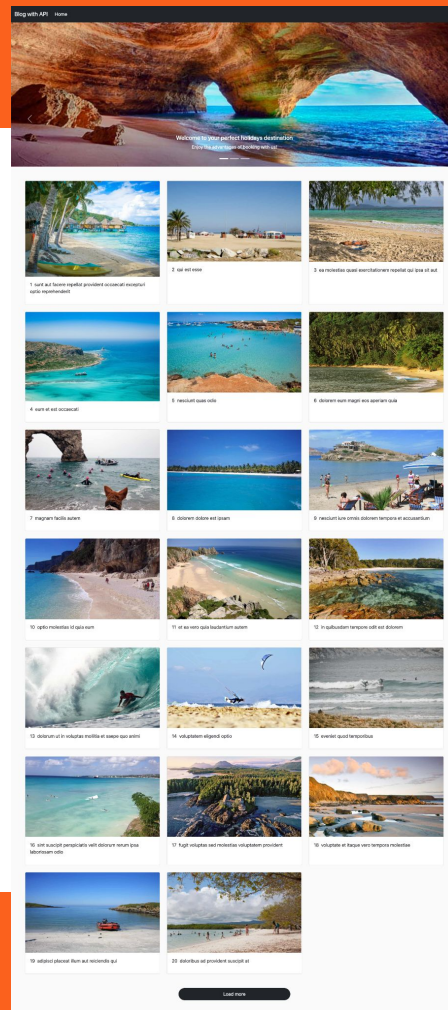 Blog with API Home
Welcome to your perfect holidays destination
Enjoy the advantages of booking with us!
1 sunt aut facere repellat provident occaecati excepturi
optio reprehenderit
2 qui est esse
3 ea molestias quasi exercitationem repellat qui ipsa sit aut
4 eum et est occaecati
5 nesciunt quas odio
6 dolorem eum magni eos aperiam quia
7 magnam facilis autem
8 dolorem dolore est ipsam
9 nesciunt iure omnis dolorem tempora et accusantium
10 optio molestias id quia eum
11 et ea vero quia laudantium autem
12 in quibusdam tempore odit est dolorem
13 dolorum ut in voluptas mollitia et saepe quo animi
14 voluptatem eligendi optio
15 eveniet quod temporibus
16 sint suscipit perspiciatis velit dolorum rerum ipsa
laboriosam odio
17 fugit voluptas sed molestias voluptatem provident
18 voluptate et itaque vero tempora molestiae
19 adipisci placeat illum aut reiciendis qui
20 doloribus ad provident suscipit at
Load more